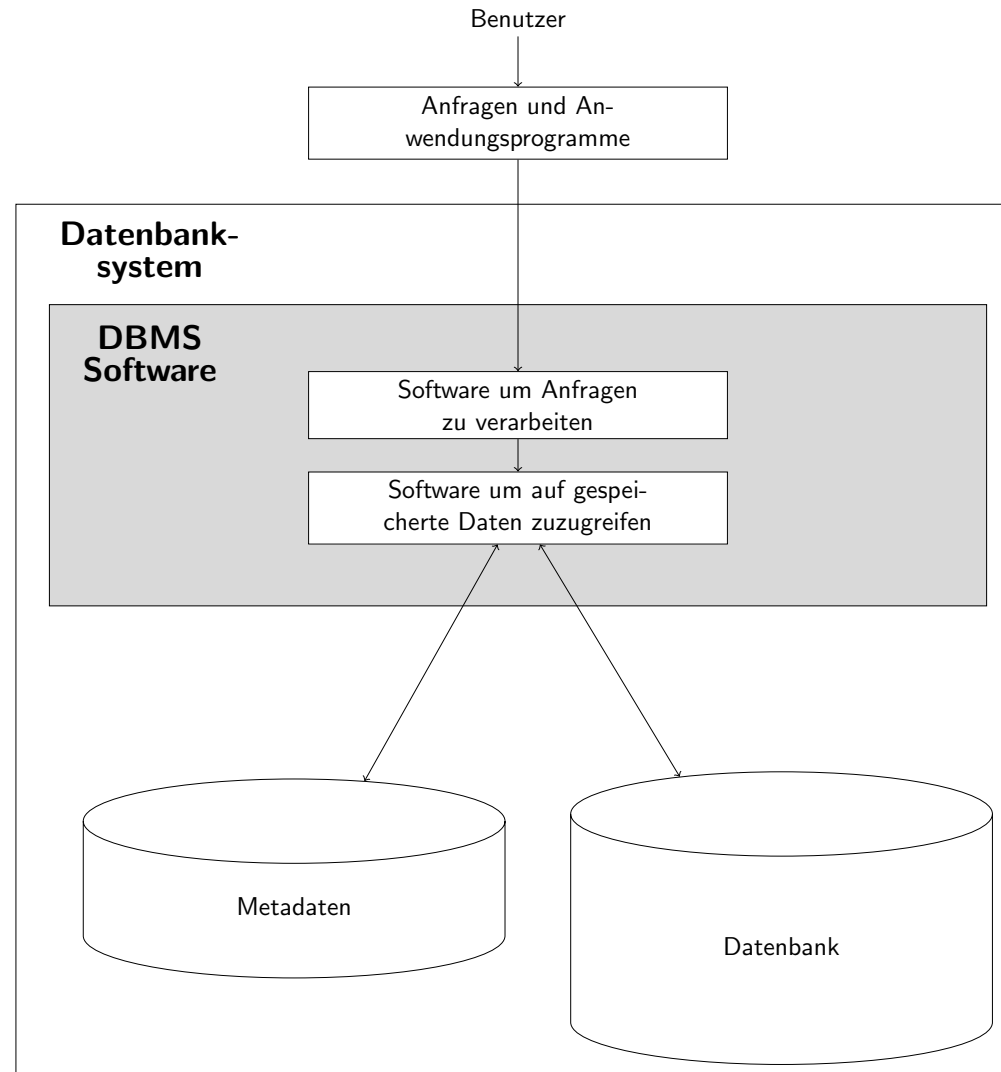 Benutzer
Anfragen und An-
wendungsprogramme
Datenbank-
system
DBMS
Software
Software um Anfragen
zu verarbeiten
Software um auf gespei-
cherte Daten zuzugreifen
Metadaten
Datenbank